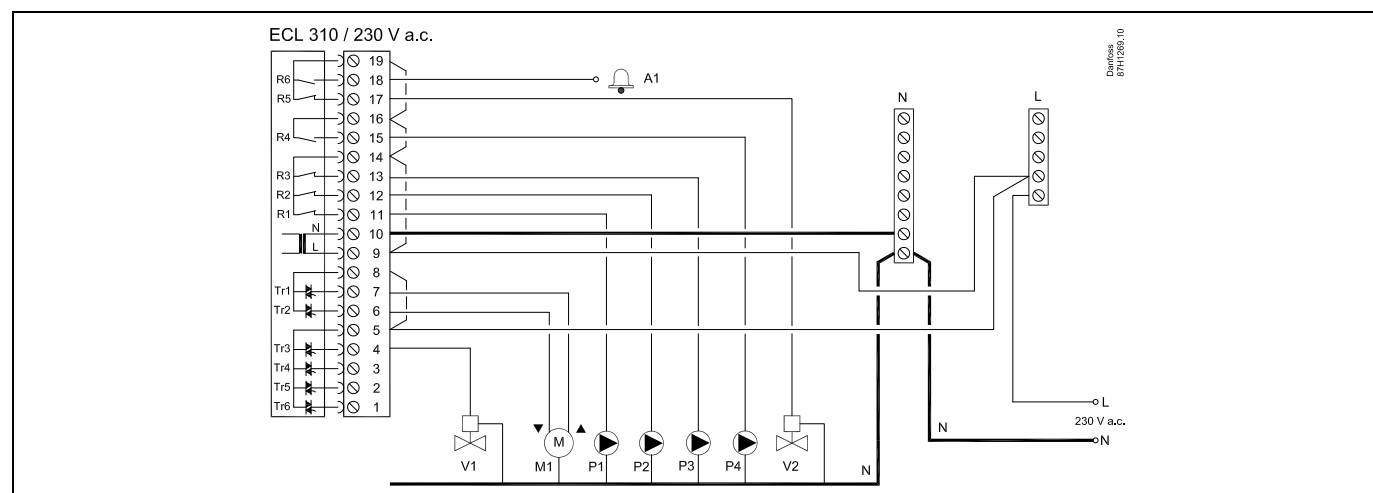 ECL 310 / 230 V a.c.
Danfoss
87H1269.10
19
R6 18 A1
R5 17 N L
16
R4 15
14
R3 13
R2 12
R1 11
N 10
L 9
8
Tr1 7
Tr2 6
5
Tr3 4
Tr4 3
Tr5 2
Tr6 1
L
230 V a.c.
N N
M
V1 M1 P1 P2 P3 P4 V2 N